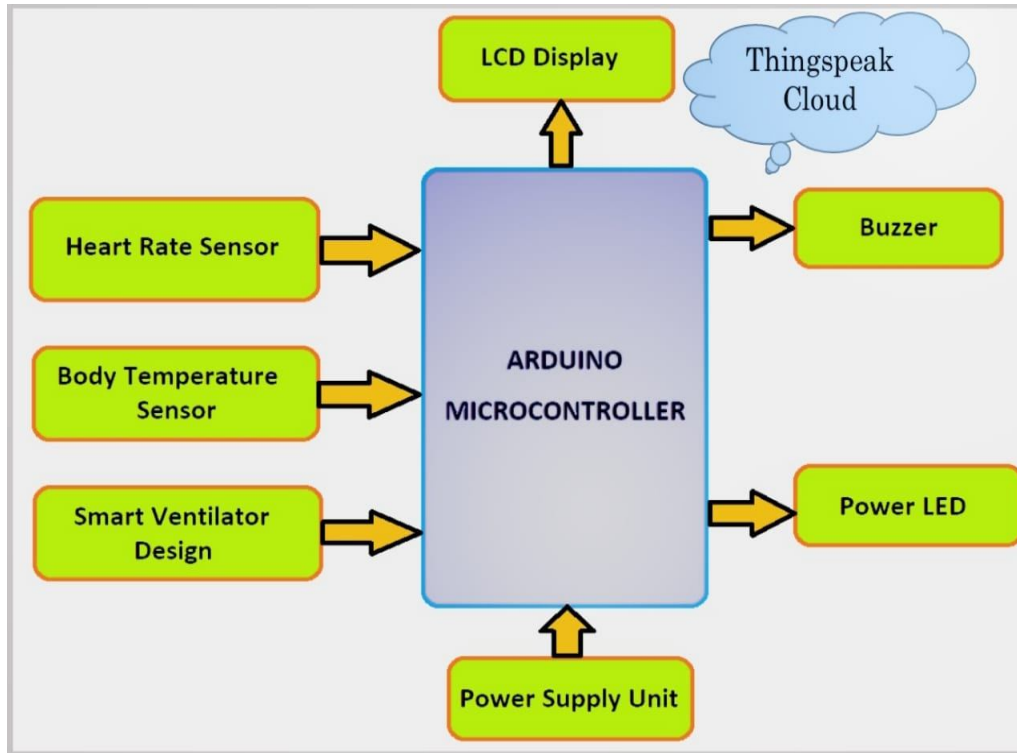 LCD Display
Thingspeak
Cloud
Heart Rate Sensor
Buzzer
Body Temperature
Sensor
ARDUINO
MICROCONTROLLER
Smart Ventilator
Design
Power LED
Power Supply Unit